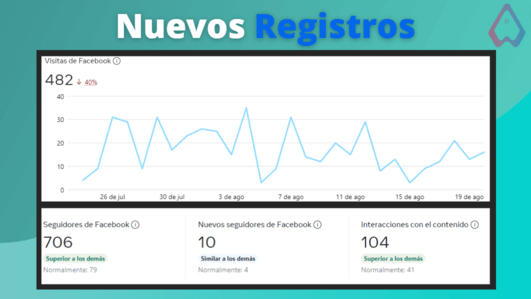 Nuevos Registros
Visitas de Facebook
482 ↓ 40%
40
30
20
10
0
26 de jul
30 de jul
3 de ago
7 de ago
11 de ago
15 de ago
19 de ago
Seguidores de Facebook
706
Superior a los demás
Normalmente: 79
Nuevos seguidores de Facebook
10
Similar a los demás
Normalmente: 4
Interacciones con el contenido
104
Superior a los demás
Normalmente: 41